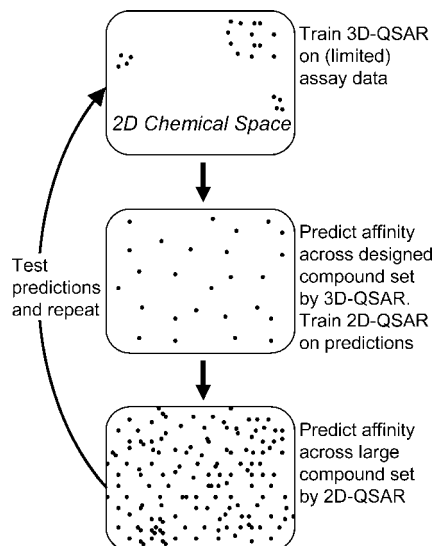 Train 3D-QSAR
on (limited)
assay data
2D Chemical Space
Predict affinity
across designed
compound set
by 3D-QSAR.
Train 2D-QSAR
on predictions
Test
predictions
and repeat
Predict affinity
across large
compound set
by 2D-QSAR